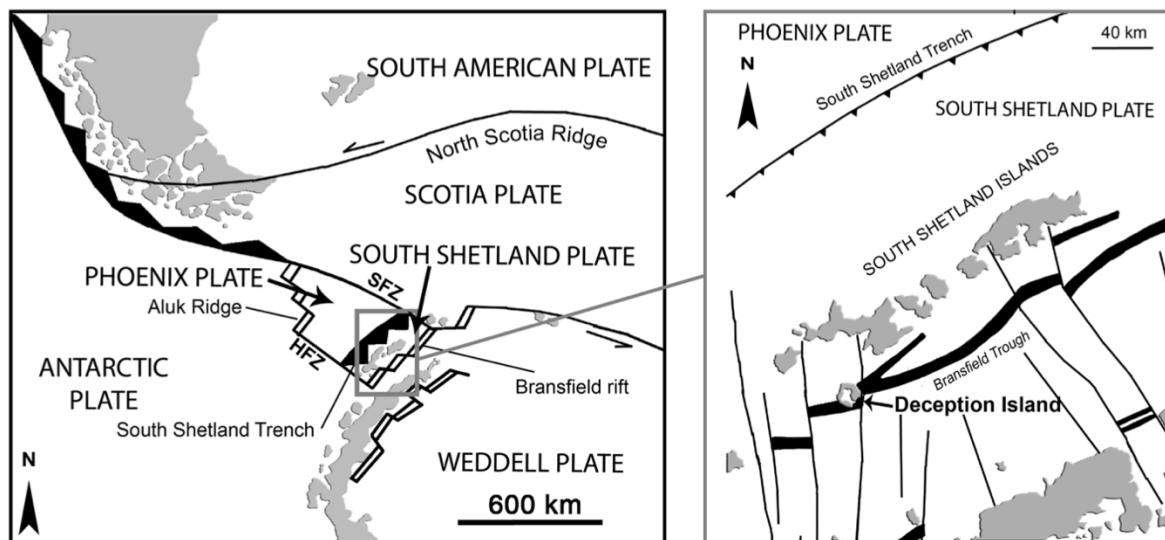 SOUTH AMERICAN PLATE
North Scotia Ridge
SCOTIA PLATE
SOUTH SHETLAND PLATE
PHOENIX PLATE
SFZ
Aluk Ridge
HFZ
ANTARCTIC
PLATE
Bransfield rift
South Shetland Trench
WEDDELL PLATE
N
600 km
PHOENIX PLATE
40 km
N
South Shetland Trench
SOUTH SHETLAND PLATE
SOUTH SHETLAND ISLANDS
Bransfield Trough
Deception Island